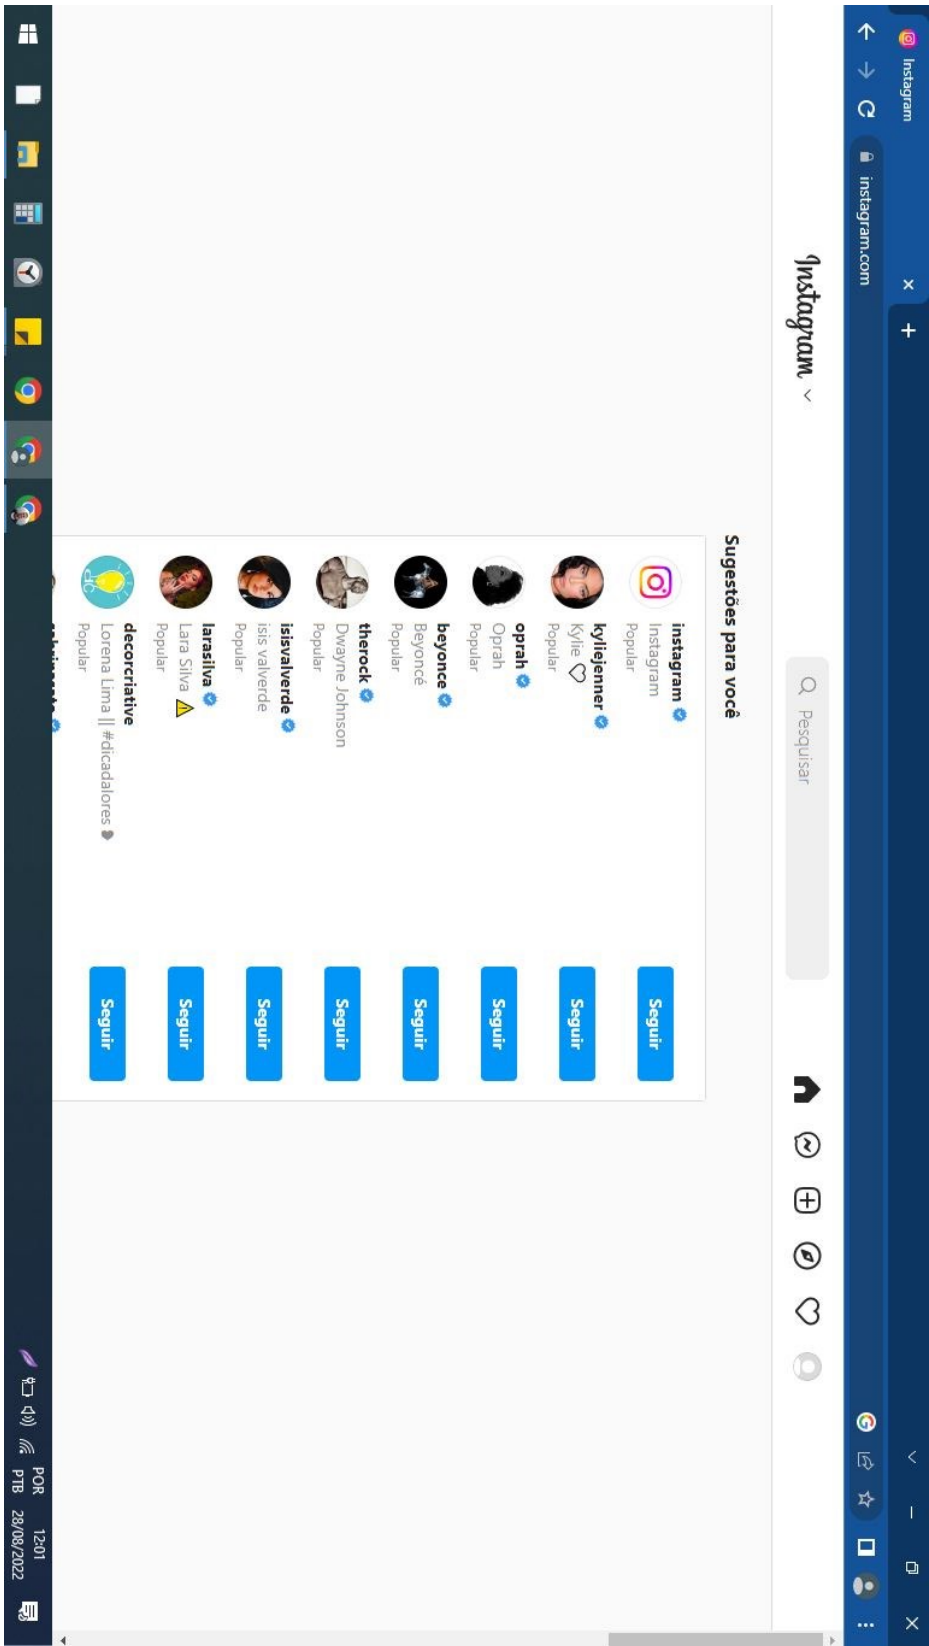 Instagram
instagram.com
Instagram
Pesquisar
Sugestões para você
instagram
Instagram
Popular
Seguir
kyliejenner
Kylie ♡
Popular
Seguir
oprah
Oprah
Popular
Seguir
beyonce
Beyoncé
Popular
Seguir
therock
Dwayne Johnson
Popular
Seguir
isisvalverde
isis valverde
Popular
Seguir
larasilva
Lara Silva ⚠
Popular
Seguir
decorcriative
Lorena Lima || #dicadalores ♥
Popular
Seguir
POR
PTB
12:01
28/08/2022